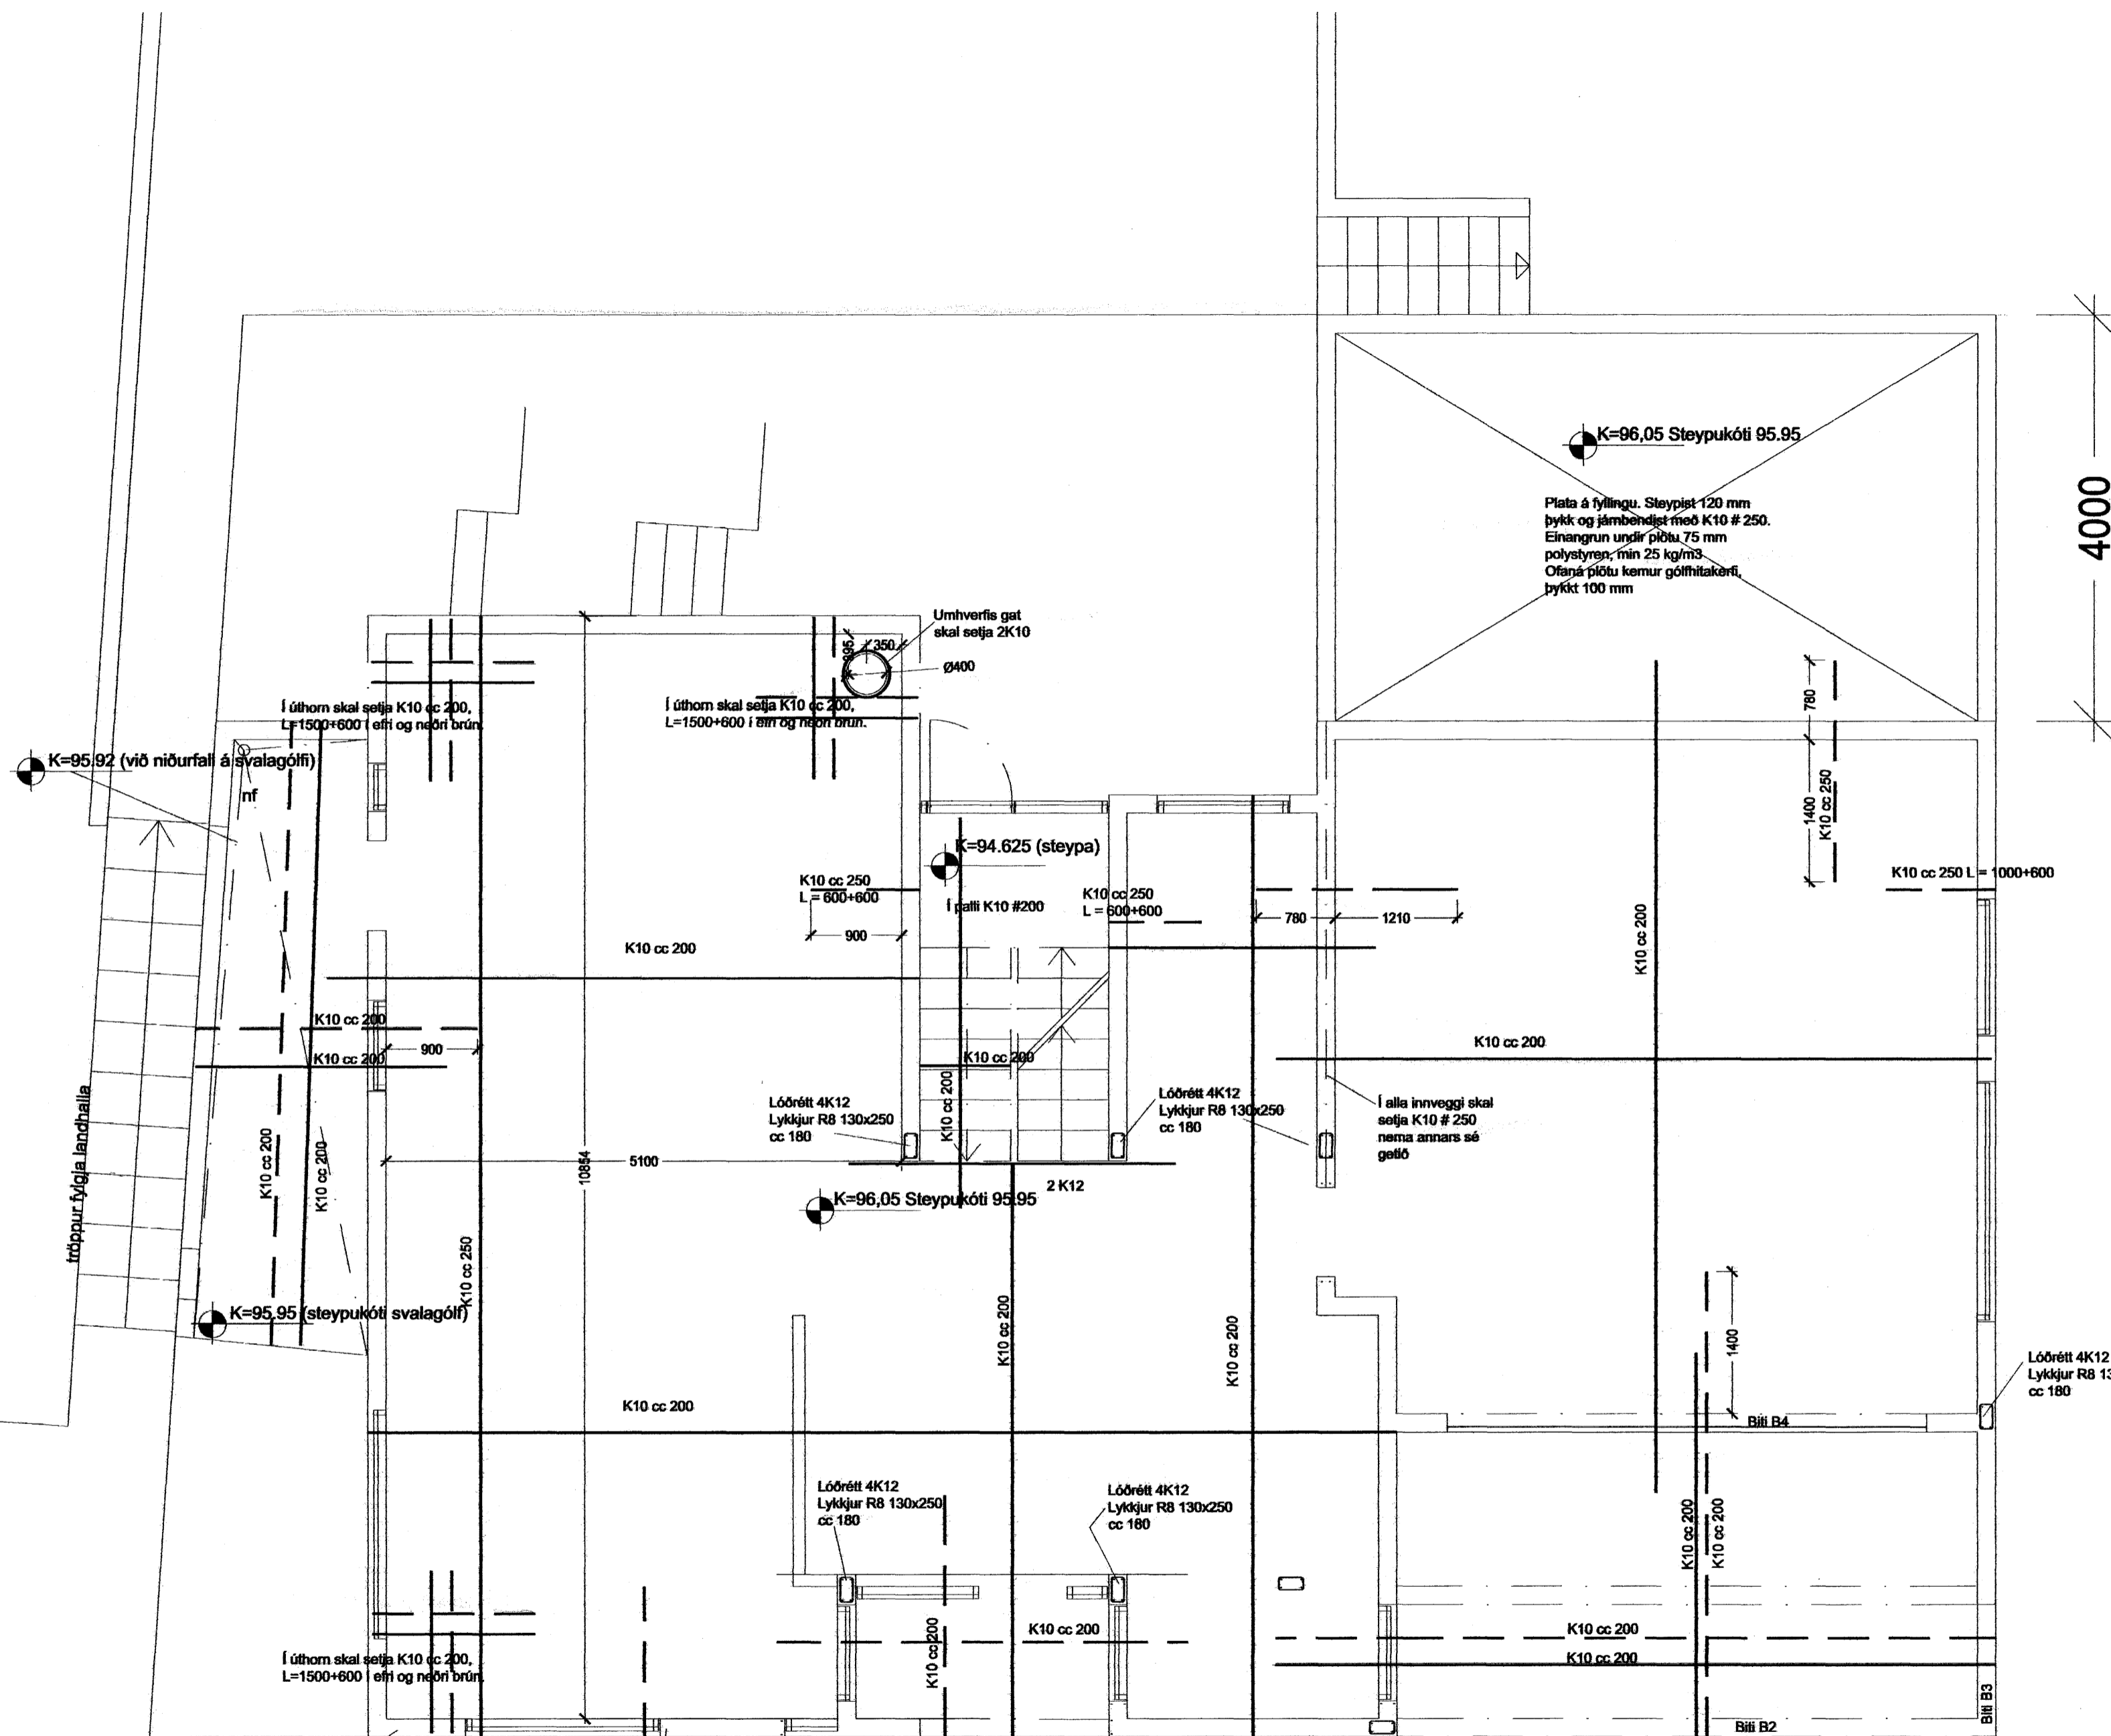 K=96,05 Steypukóti 95.95
Plata á fyllingu. Steypist 120 mm
þykk og járnbendist með K10 # 250.
Einangrun undir plötu 75 mm
polystyren, min 25 kg/m3
Ofaná plötu kemur gólfhitakerfi,
þykkt 100 mm
4000
Umhverfis gat
skal setja 2K10
395
350
Ø400
Í úthorn skal setja K10 cc 200,
L=1500+600 í efri og neðri brún.
Í úthorn skal setja K10 cc 200,
L=1500+600 í efri og neðri brún.
780
1400
K10 cc 250
K=95.92 (við niðurfall á svalagólfi)
nf
K=94.625 (steypa)
K10 cc 250
L = 600+600
Í palli K10 #200
K10 cc 250
L = 600+600
K10 cc 250 L = 1000+600
900
780
1210
K10 cc 200
K10 cc 200
K10 cc 200
K10 cc 200
900
K10 cc 200
K10 cc 200
K10 cc 200
Lóðrétt 4K12
Lykkjur R8 130x250
cc 180
K10 cc 200
Lóðrétt 4K12
Lykkjur R8 130x250
cc 180
Í alla innveggi skal
setja K10 # 250
nema annars sé
getið
tröppur fylgja landhalla
K10 cc 200
K10 cc 200
10854
5100
2 K12
K=96,05 Steypukóti 95.95
K10 cc 250
K=95.95 (steypukóti svalagólf)
K10 cc 200
K10 cc 200
1400
Lóðrétt 4K12
Lykkjur R8 13
cc 180
K10 cc 200
Biti B4
Lóðrétt 4K12
Lykkjur R8 130x250
cc 180
Lóðrétt 4K12
Lykkjur R8 130x250
cc 180
K10 cc 200
K10 cc 200
K10 cc 200
K10 cc 200
K10 cc 200
K10 cc 200
Í úthorn skal setja K10 cc 200,
L=1500+600 í efri og neðri brún.
Biti B3
Biti B2